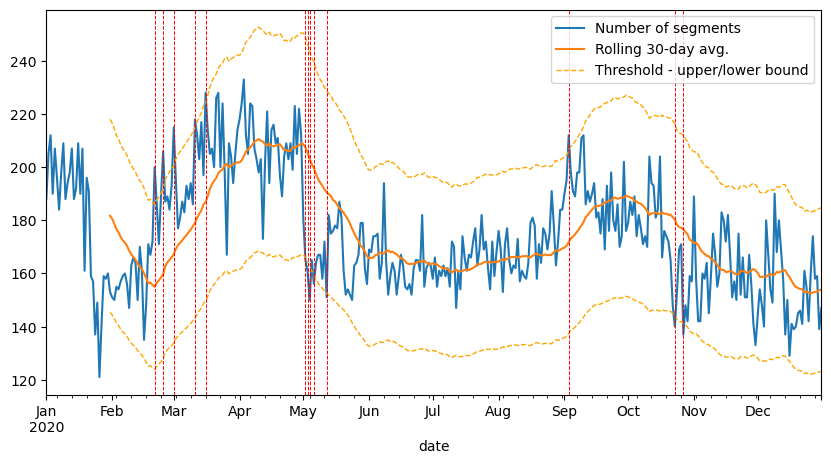 Number of segments
Rolling 30-day avg.
Threshold - upper/lower bound
240
220
200
180
160
140
120
Jan Feb Mar Apr May Jun Jul Aug Sep Oct Nov Dec
2020
date